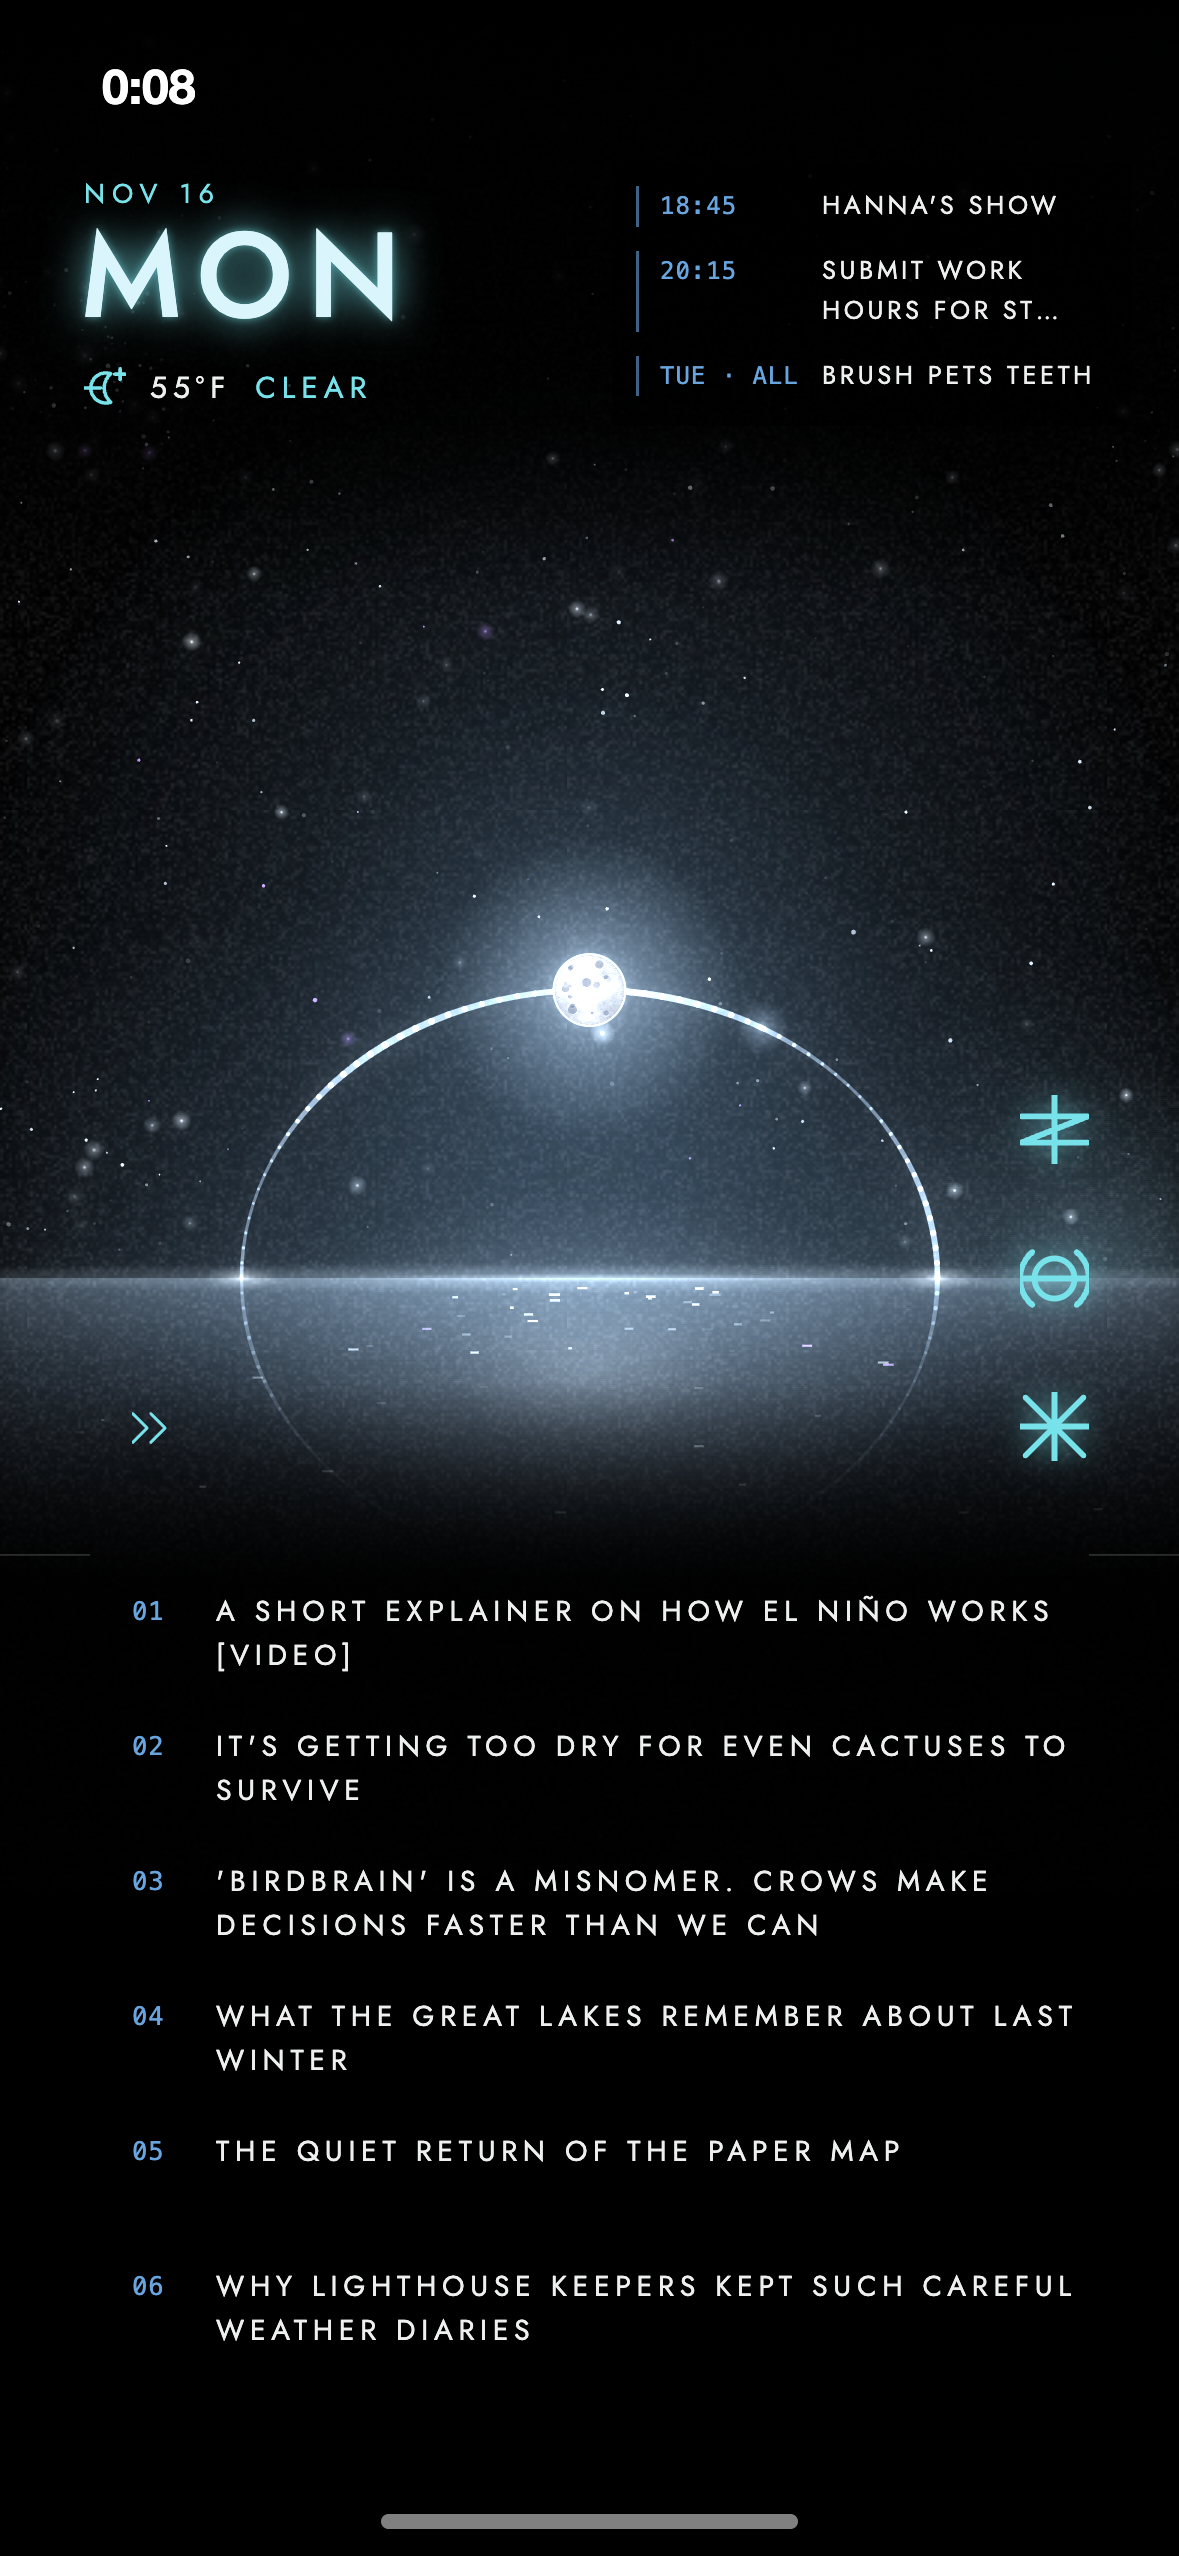 0:08
NOV 16
MON
55°F CLEAR
18:45 HANNA'S SHOW
20:15 SUBMIT WORK
HOURS FOR ST…
TUE · ALL BRUSH PETS TEETH
01 A SHORT EXPLAINER ON HOW EL NIÑO WORKS
[VIDEO]
02 IT'S GETTING TOO DRY FOR EVEN CACTUSES TO
SURVIVE
03 'BIRDBRAIN' IS A MISNOMER. CROWS MAKE
DECISIONS FASTER THAN WE CAN
04 WHAT THE GREAT LAKES REMEMBER ABOUT LAST
WINTER
05 THE QUIET RETURN OF THE PAPER MAP
06 WHY LIGHTHOUSE KEEPERS KEPT SUCH CAREFUL
WEATHER DIARIES